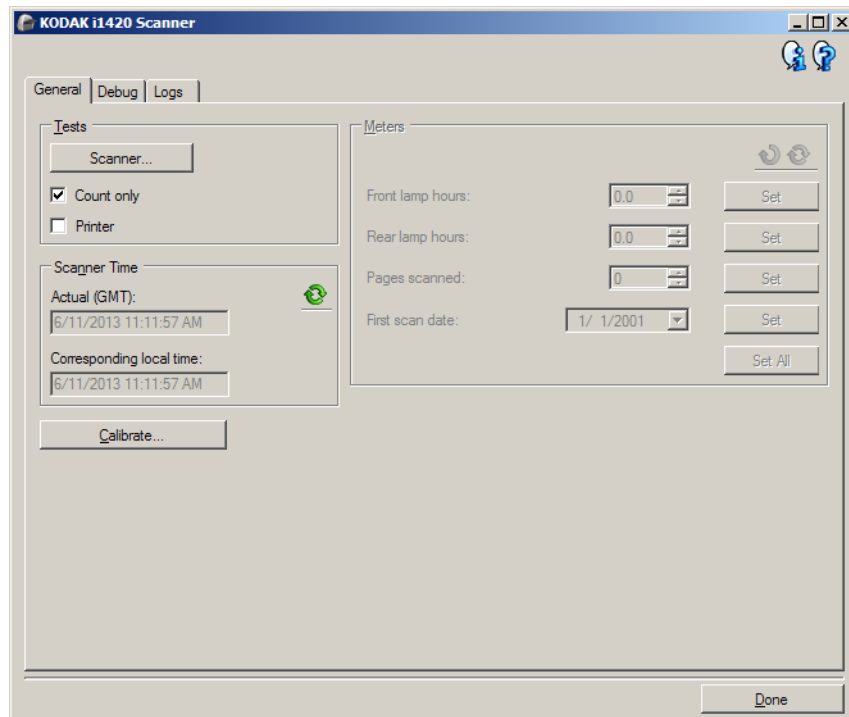 KODAK i1420 Scanner
General
Debug
Logs
Tests
Scanner...
Count only
Printer
Scanner Time
Actual (GMT):
6/11/2013 11:11:57 AM
Corresponding local time:
6/11/2013 11:11:57 AM
Calibrate...
Meters
Front lamp hours: 0.0 Set
Rear lamp hours: 0.0 Set
Pages scanned: 0 Set
First scan date: 1/ 1/2001 Set
Set All
Done